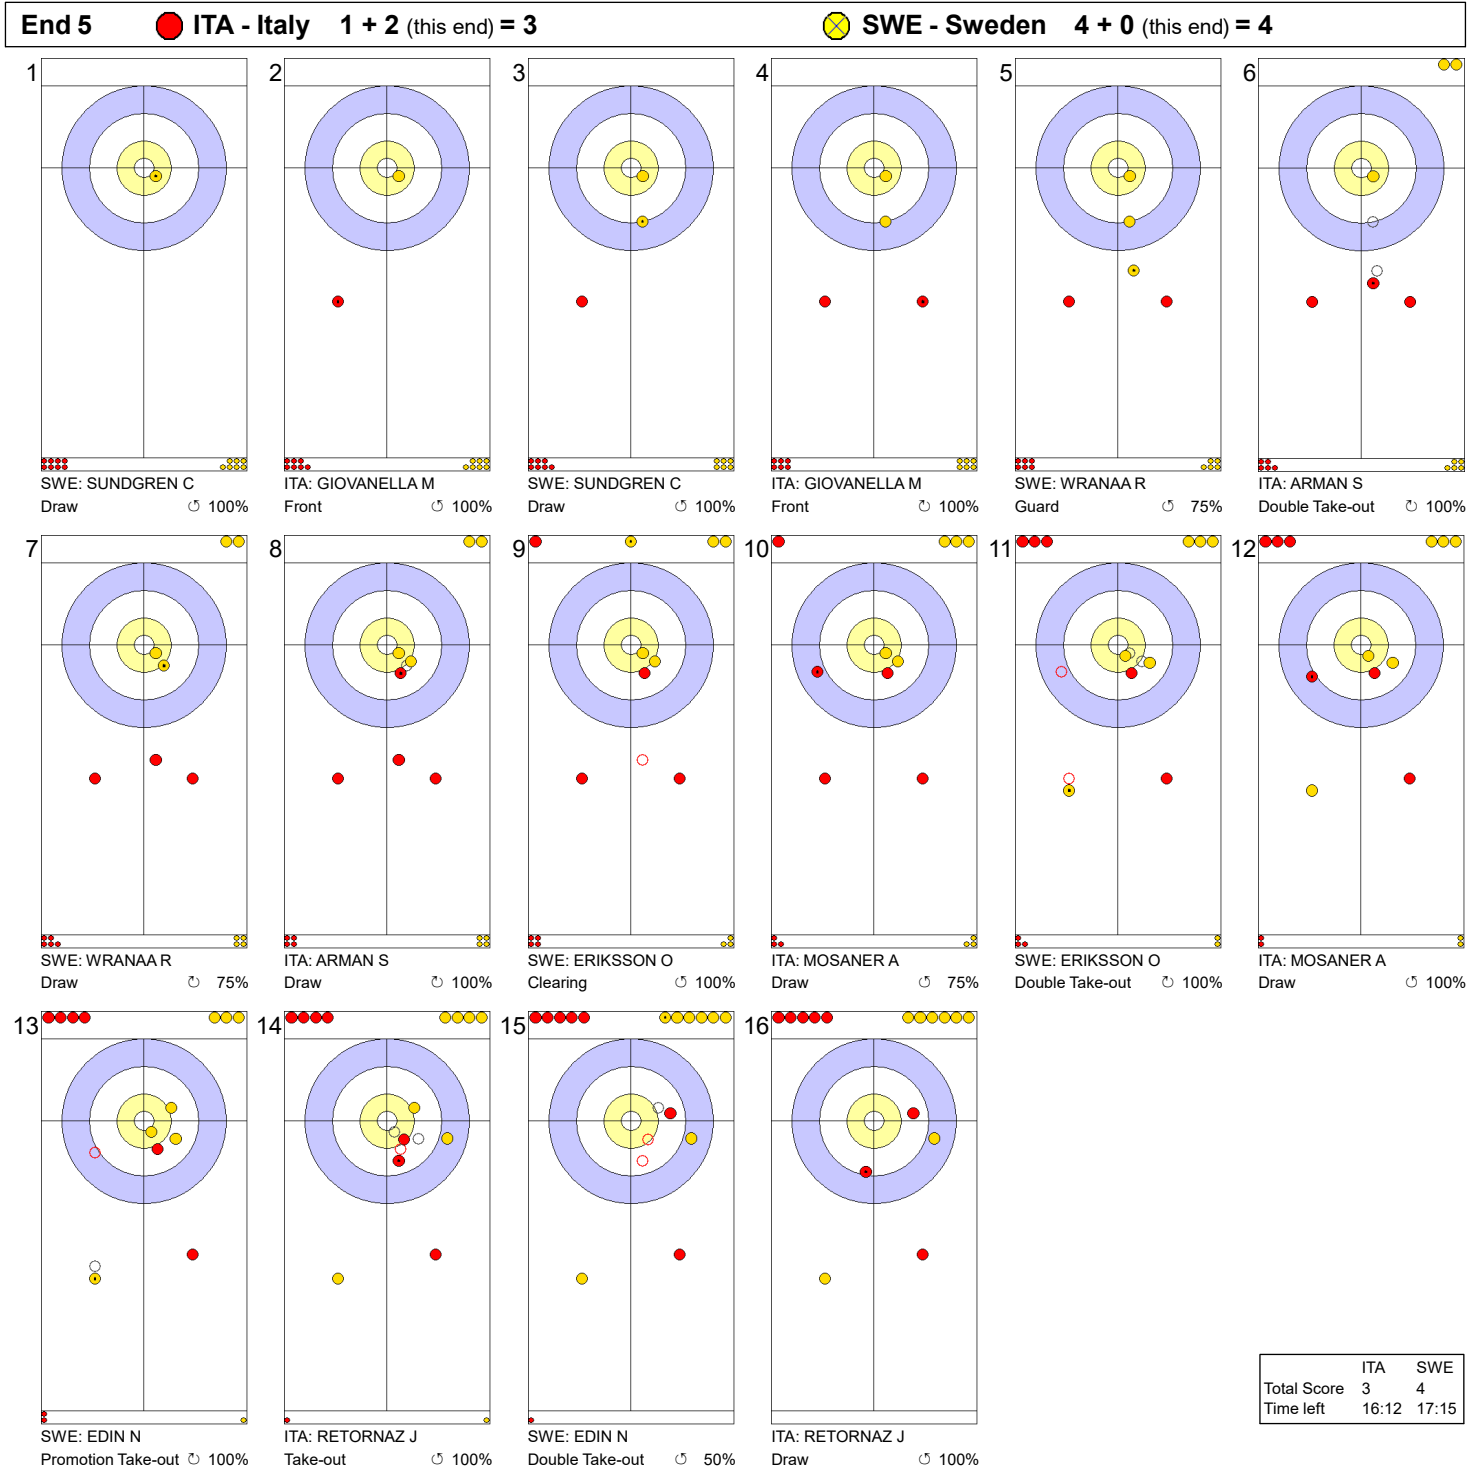 End 5 ITA - Italy 1 + 2 (this end) = 3 SWE - Sweden 4 + 0 (this end) = 4
1 2 3 4 5 6
SWE: SUNDGREN C ITA: GIOVANELLA M SWE: SUNDGREN C ITA: GIOVANELLA M SWE: WRANAA R ITA: ARMAN S
Draw ↺ 100% Front ↺ 100% Draw ↺ 100% Front ↺ 100% Guard ↻ 75% Double Take-out ↻ 100%
7 8 9 10 11 12
SWE: WRANAA R ITA: ARMAN S SWE: ERIKSSON O ITA: MOSANER A SWE: ERIKSSON O ITA: MOSANER A
Draw ↻ 75% Draw ↻ 100% Clearing ↻ 100% Draw ↺ 75% Double Take-out ↻ 100% Draw ↻ 100%
13 14 15 16
SWE: EDIN N ITA: RETORNAZ J SWE: EDIN N ITA: RETORNAZ J
Promotion Take-out ↻ 100% Take-out ↺ 100% Double Take-out ↺ 50% Draw ↺ 100%
ITA SWE
Total Score 3 4
Time left 16:12 17:15